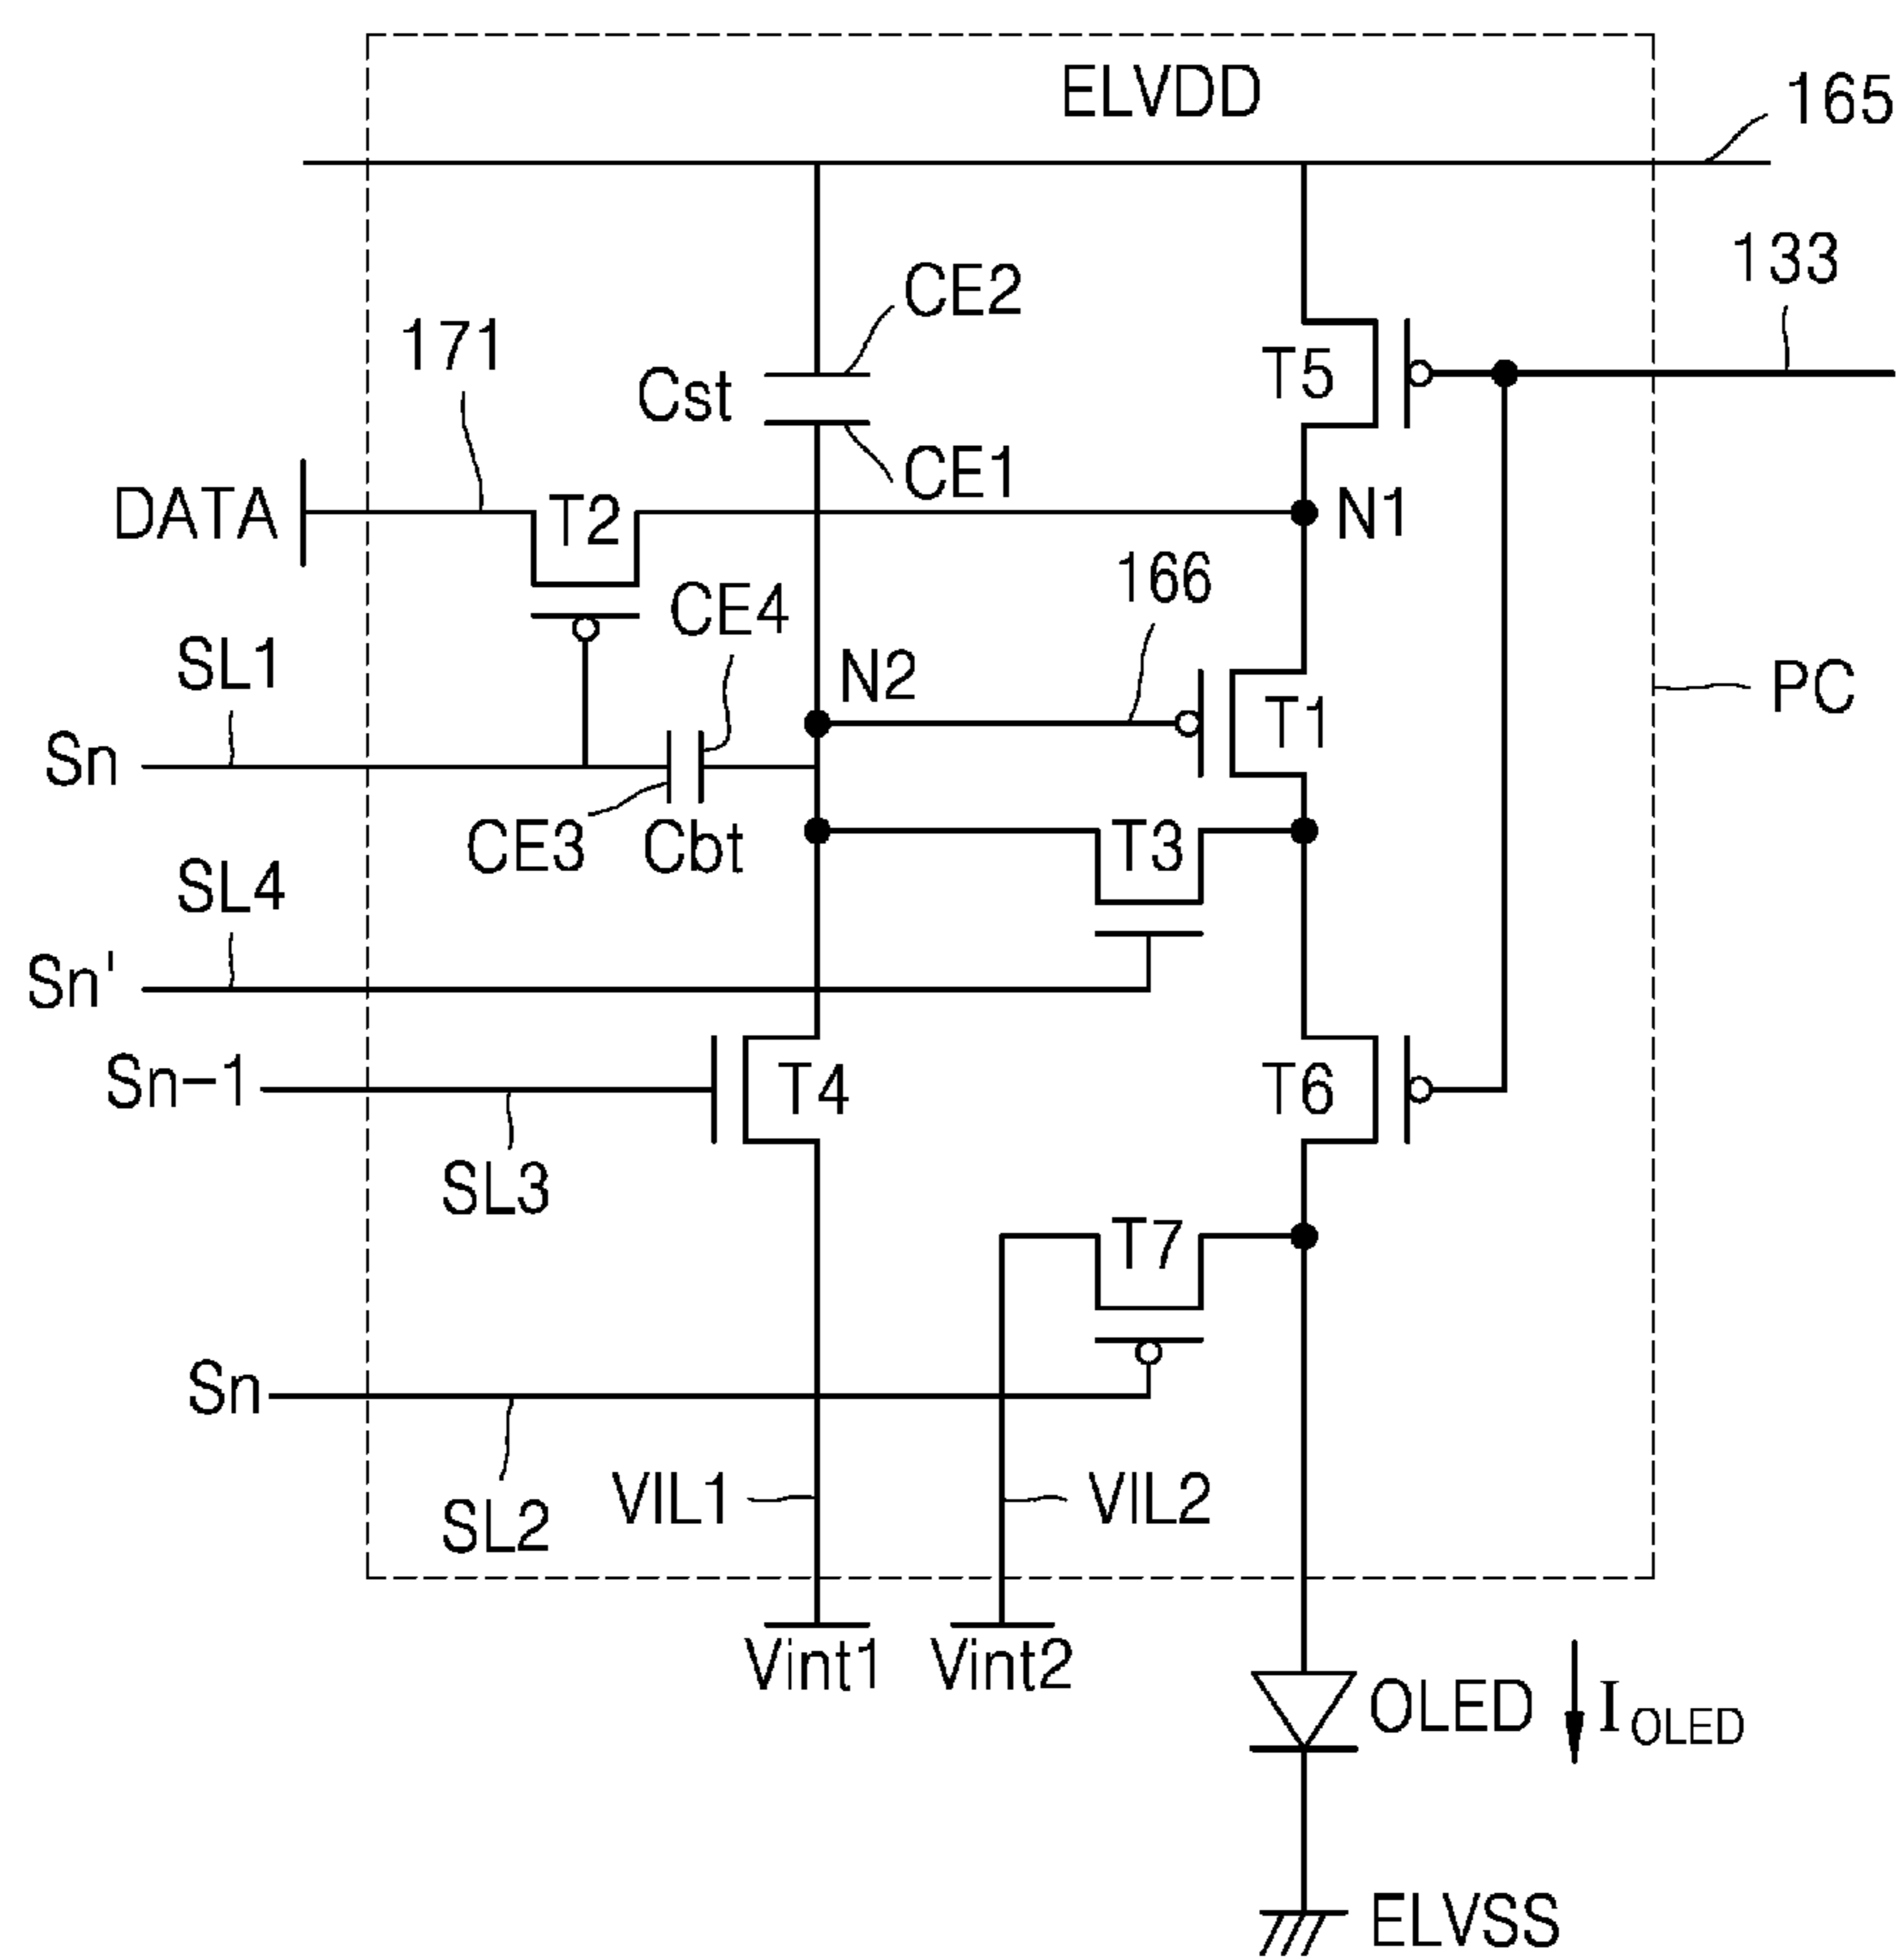 ELVDD
165
133
CE2
171
Cst
T5
CE1
DATA
T2
N1
166
CE4
SL1
N2
PC
T1
Sn
CE3
Cbt
T3
SL4
Sn'
Sn-1
T4
T6
SL3
T7
Sn
VIL1
VIL2
SL2
Vint1
Vint2
OLED
I OLED
ELVSS